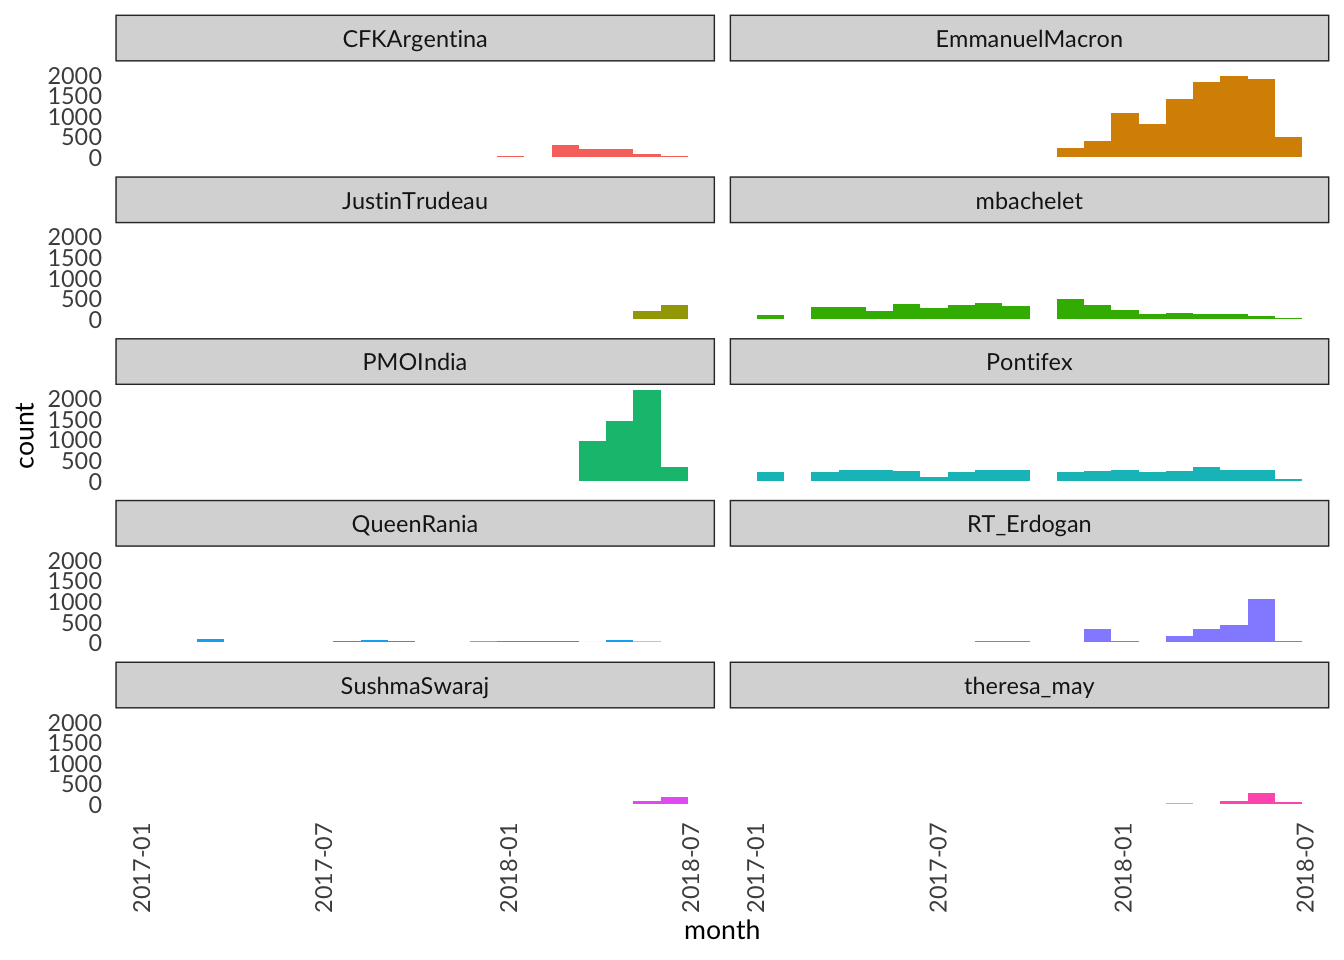 CFKArgentina
EmmanuelMacron
2000
1500
1000
500
0
JustinTrudeau
mbachelet
2000
1500
1000
500
0
PMOIndia
Pontifex
2000
1500
1000
500
0
count
QueenRania
RT_Erdogan
2000
1500
1000
500
0
SushmaSwaraj
theresa_may
2000
1500
1000
500
0
2017-01
2017-07
2018-01
2018-07
2017-01
2017-07
2018-01
2018-07
month